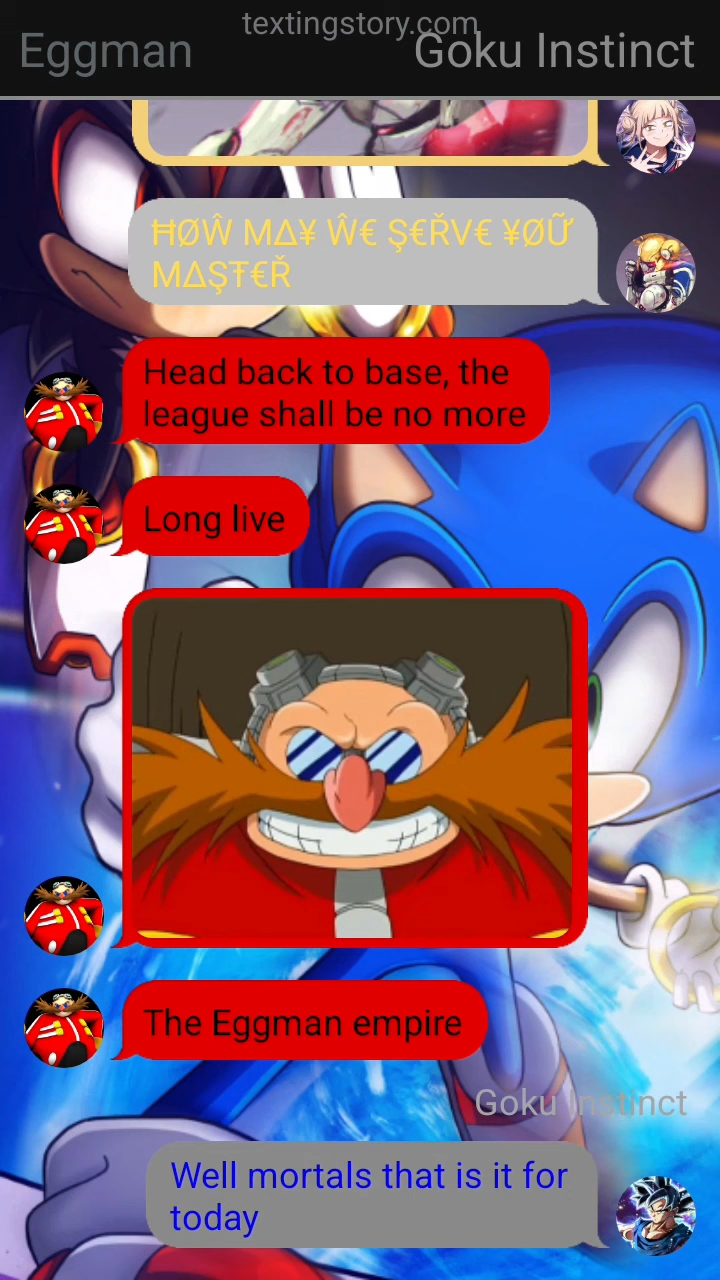 textingstory.com
Eggman
Goku Instinct
ĦØŴ MΔ¥ Ŵ€ Ş€ŘV€ ¥ØŨ
MΔŞŦ€Ř
Head back to base, the
league shall be no more
Long live
The Eggman empire
Goku Instinct
Well mortals that is it for
today